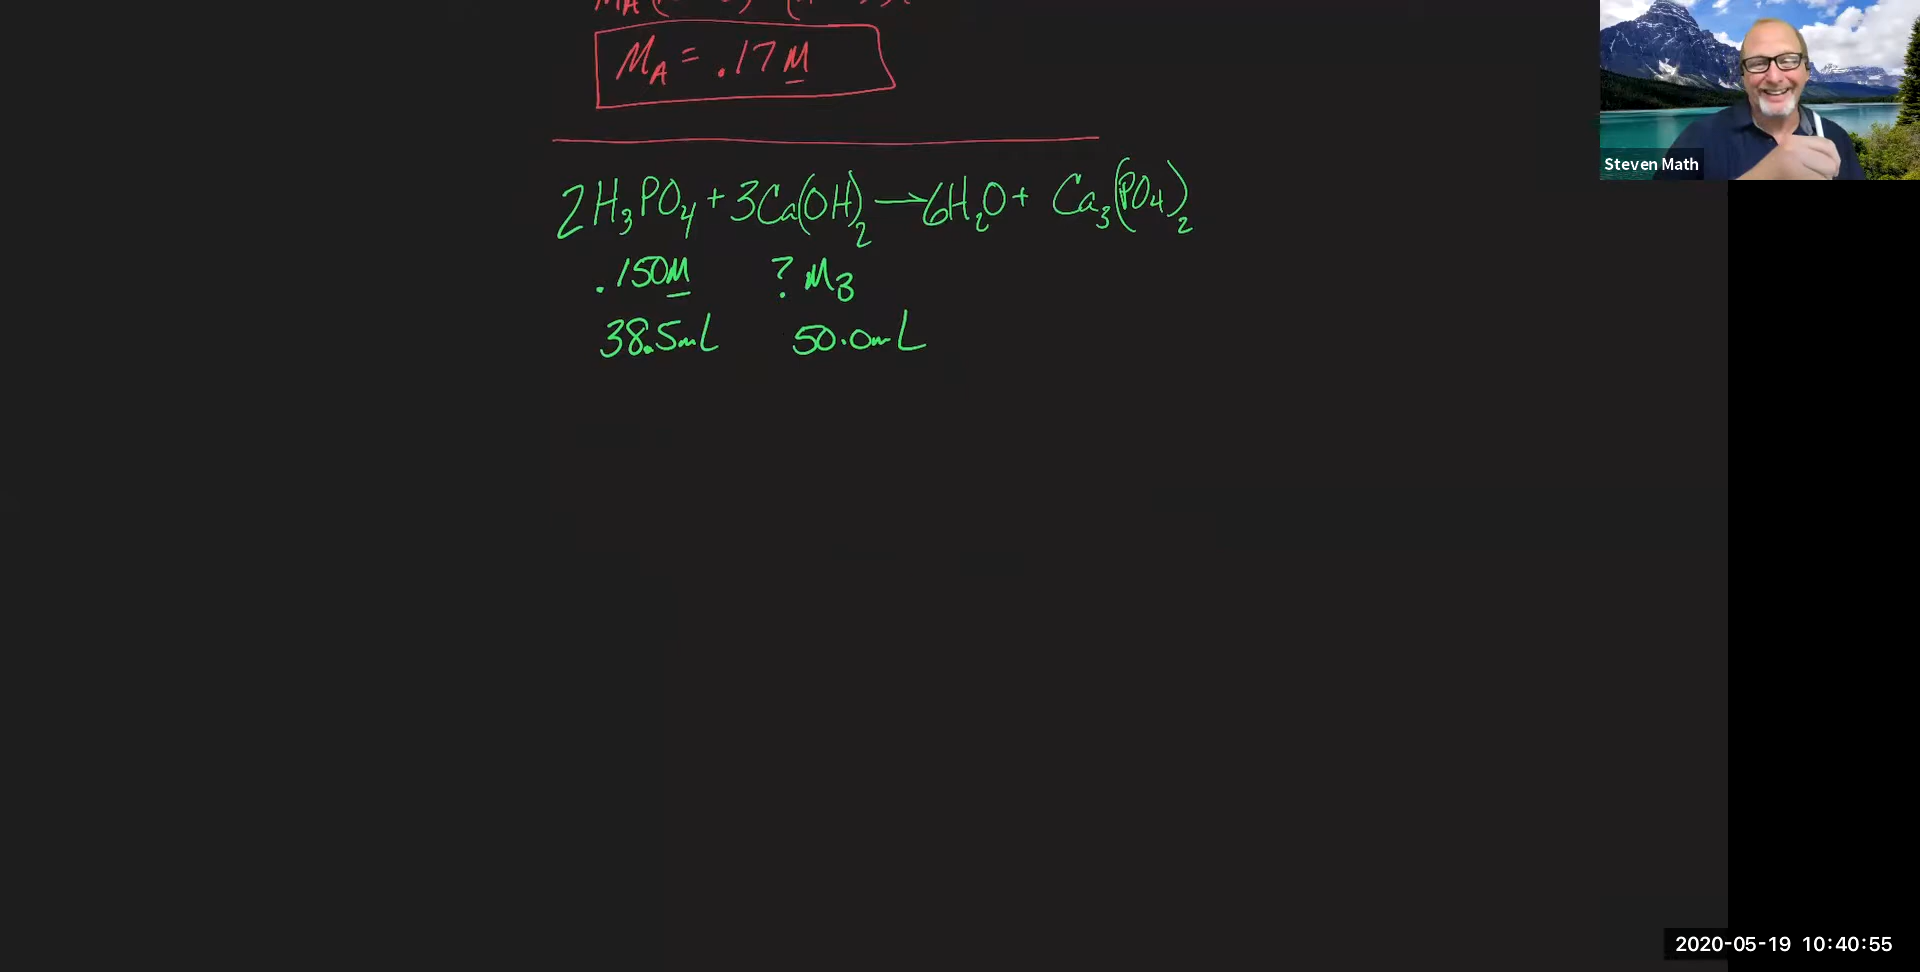 M_A = .17 M
Steven Math
2H₃PO₄ + 3Ca(OH)₂ → 6H₂O + Ca₃(PO₄)₂
.150M ? M_B
38.5mL 50.0mL
2020-05-19 10:40:55